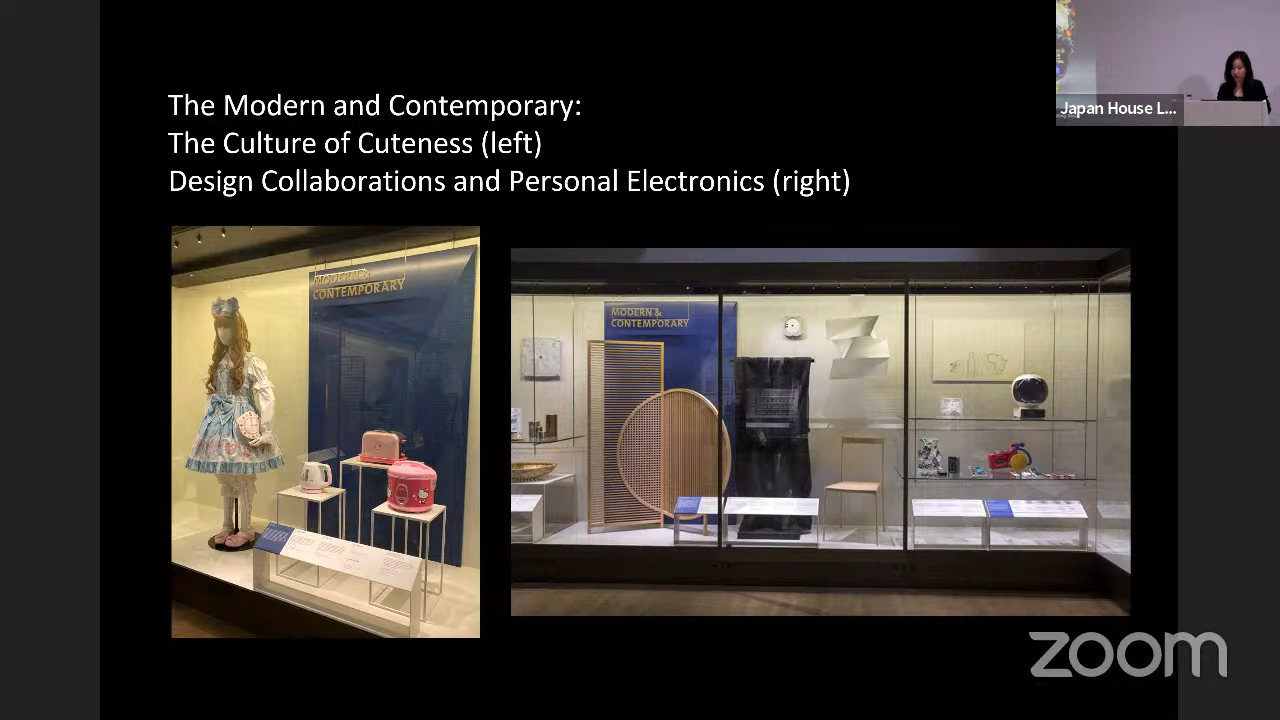 The Modern and Contemporary:
The Culture of Cuteness (left)
Design Collaborations and Personal Electronics (right)
Japan House L...
MODERN &
CONTEMPORARY
MODERN &
CONTEMPORARY
zoom